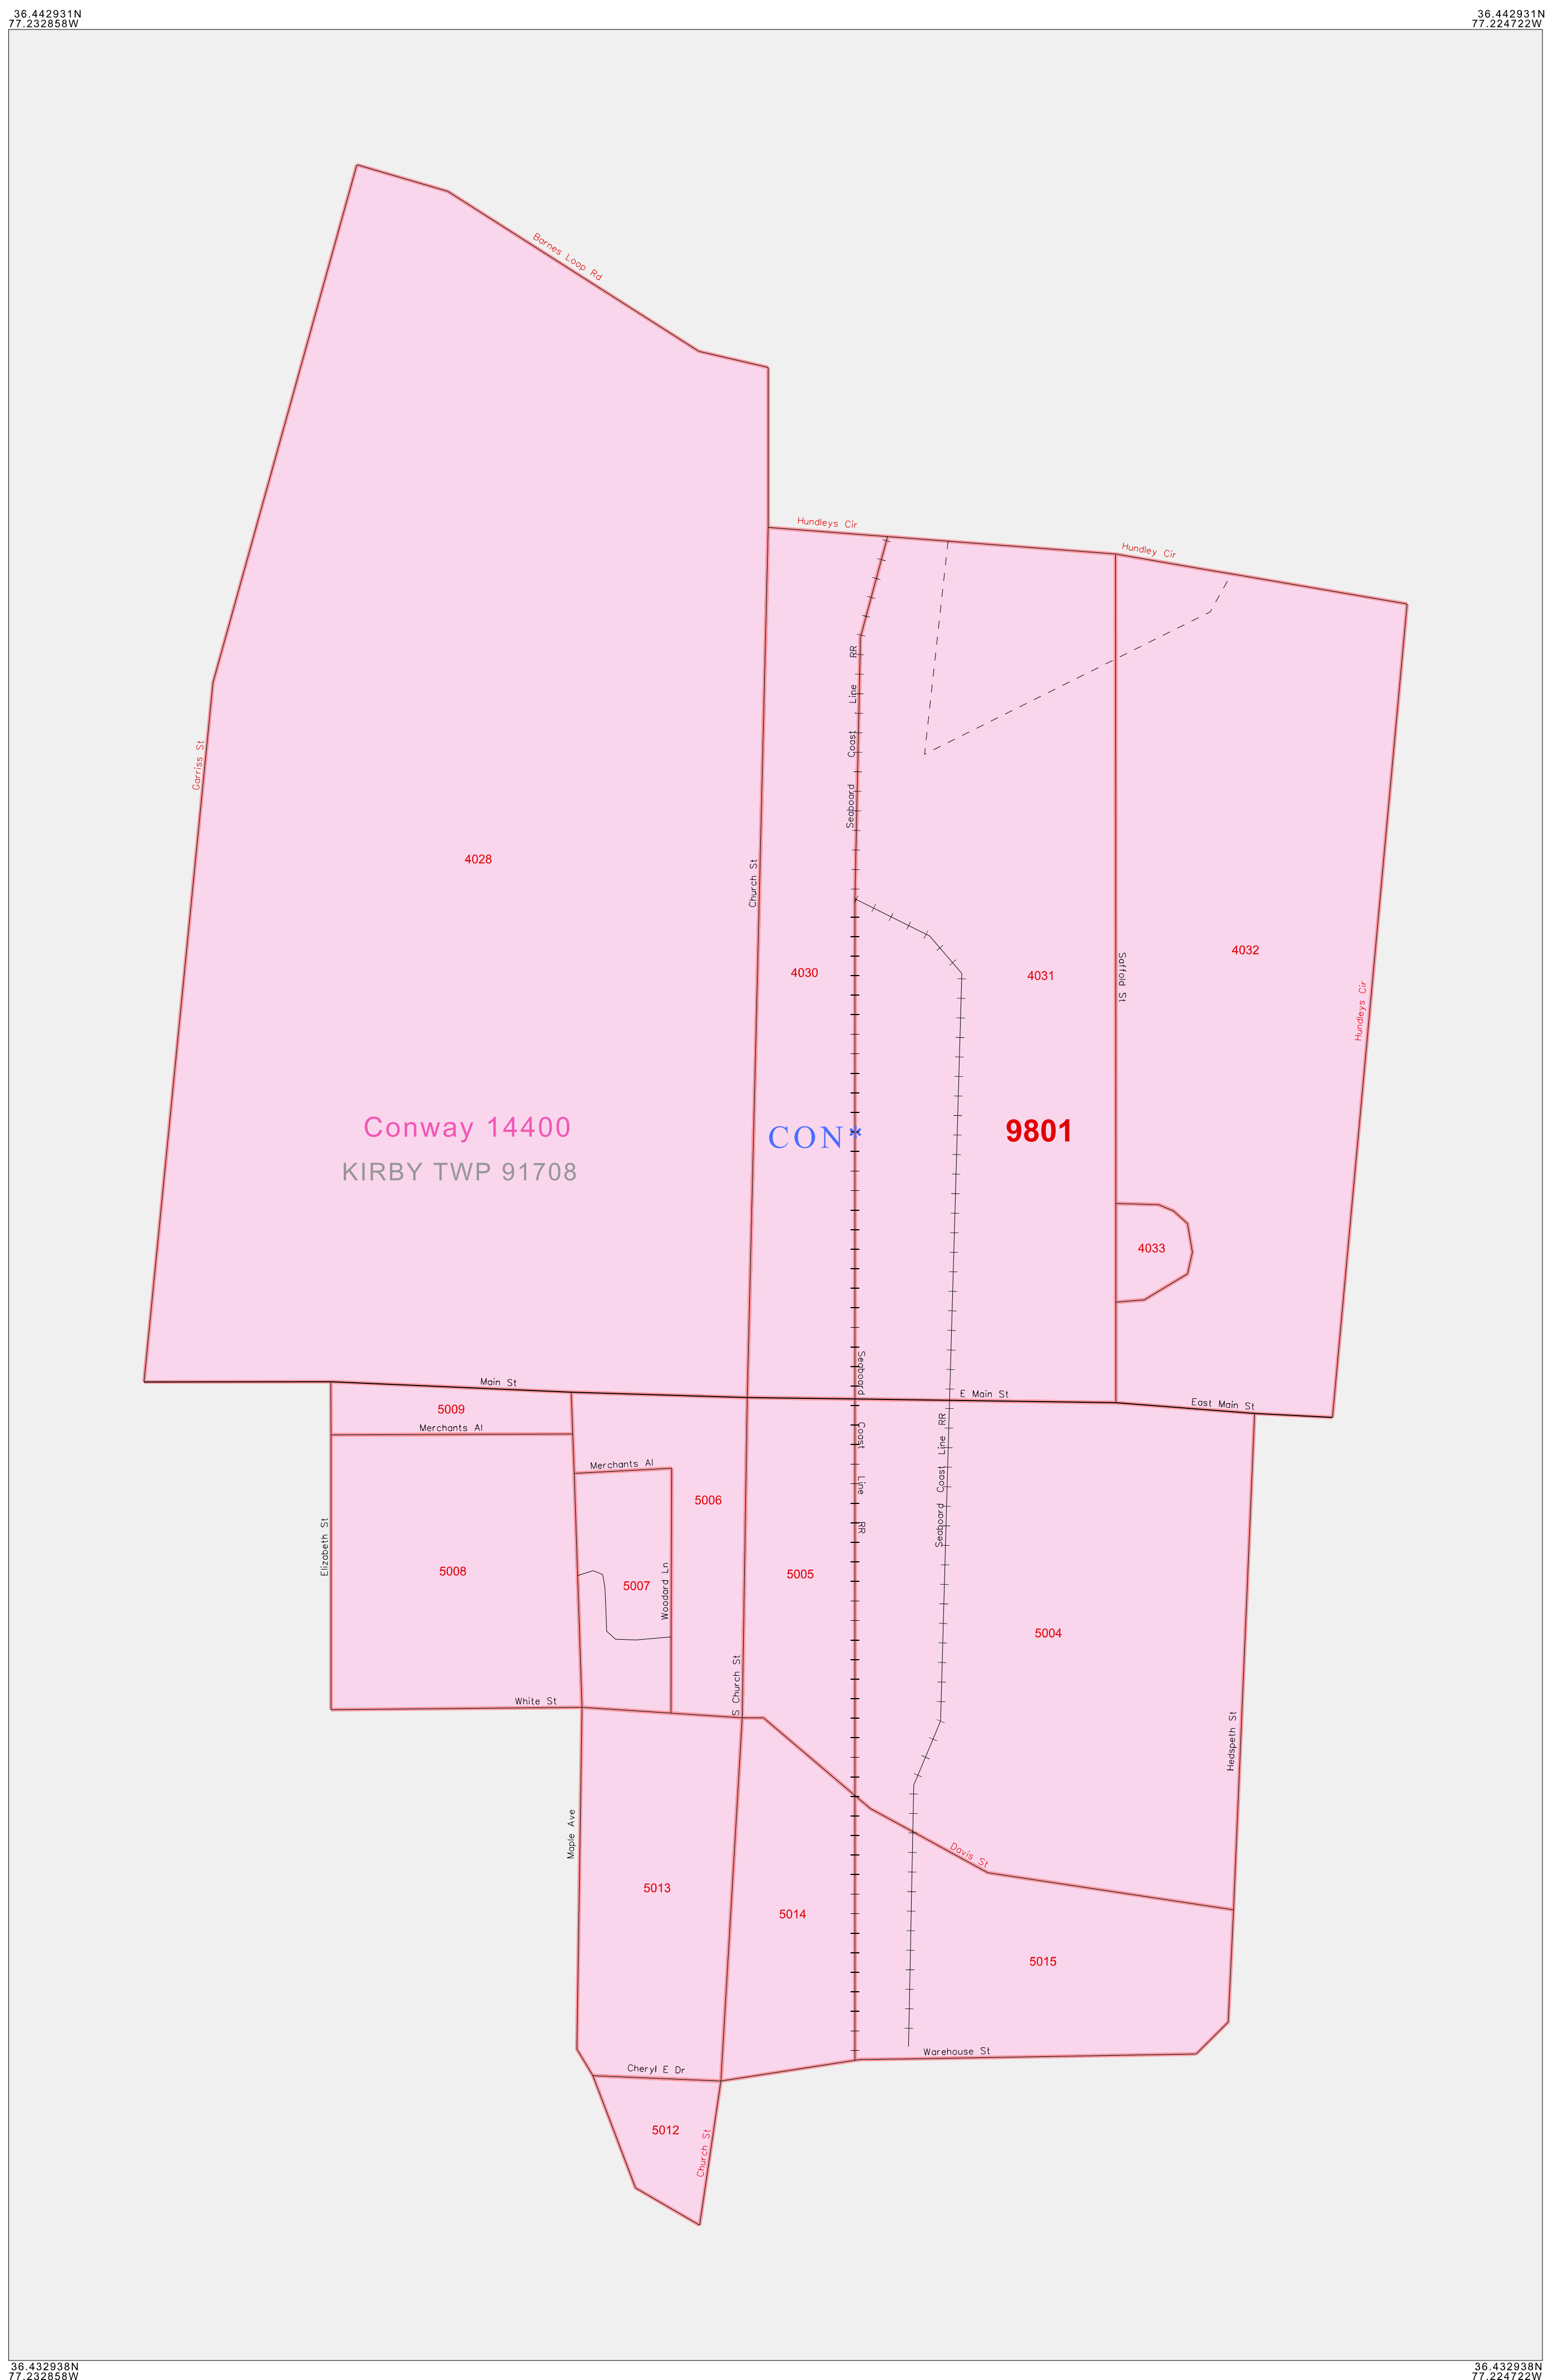 36.442931N
77.232858W
36.442931N
77.224722W
Barnes Loop Rd
Hundleys Cir
Hundley Cir
Seaboard Coast Line RR
Garriss St
4028
Church St
4030
4031
Saffold St
4032
Hundleys Cir
Conway 14400
KIRBY TWP 91708
CON*
9801
4033
Main St
E Main St
East Main St
5009
Merchants Al
Merchants Al
Seaboard Coast Line RR
Seaboard Coast Line RR
5006
Elizabeth St
5008
5007
Woodard Ln
5005
5004
S Church St
White St
Hedspeth St
Maple Ave
Davis St
5013
5014
5015
Warehouse St
Cheryl E Dr
5012
Church St
36.432938N
77.232858W
36.432938N
77.224722W